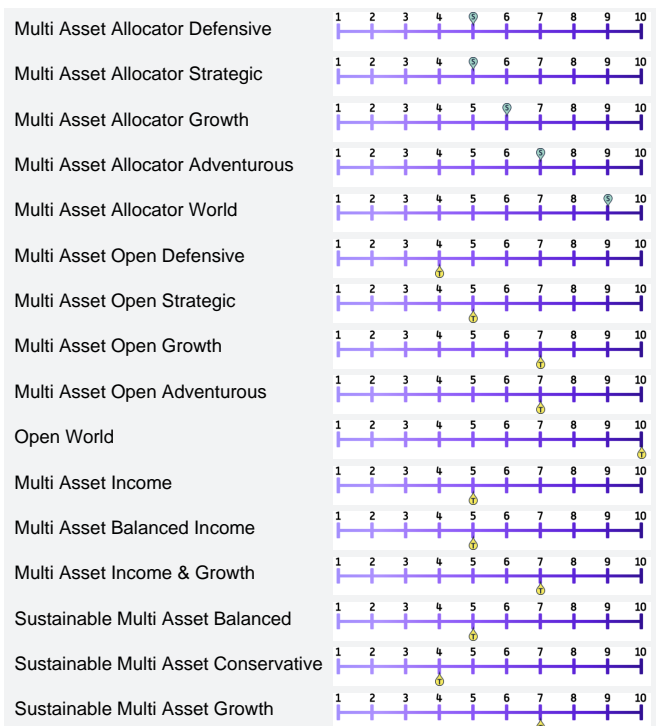 Multi Asset Allocator Defensive 1 2 3 4 S 6 7 8 9 10
Multi Asset Allocator Strategic 1 2 3 4 S 6 7 8 9 10
Multi Asset Allocator Growth 1 2 3 4 5 S 7 8 9 10
Multi Asset Allocator Adventurous 1 2 3 4 5 6 S 8 9 10
Multi Asset Allocator World 1 2 3 4 5 6 7 8 S 10
Multi Asset Open Defensive 1 2 3 4 5 6 7 8 9 10
T
Multi Asset Open Strategic 1 2 3 4 5 6 7 8 9 10
T
Multi Asset Open Growth 1 2 3 4 5 6 7 8 9 10
T
Multi Asset Open Adventurous 1 2 3 4 5 6 7 8 9 10
T
Open World 1 2 3 4 5 6 7 8 9 10
T
Multi Asset Income 1 2 3 4 5 6 7 8 9 10
T
Multi Asset Balanced Income 1 2 3 4 5 6 7 8 9 10
T
Multi Asset Income & Growth 1 2 3 4 5 6 7 8 9 10
T
Sustainable Multi Asset Balanced 1 2 3 4 5 6 7 8 9 10
T
Sustainable Multi Asset Conservative 1 2 3 4 5 6 7 8 9 10
T
Sustainable Multi Asset Growth 1 2 3 4 5 6 7 8 9 10